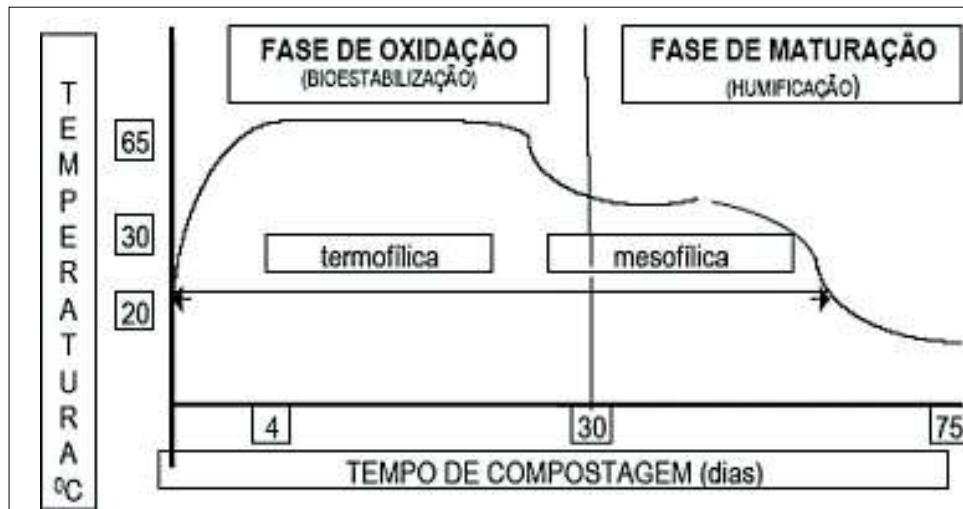 FASE DE OXIDAÇÃO
(BIOESTABILIZAÇÃO)
FASE DE MATURAÇÃO
(HUMIFICAÇÃO)
TEMPERATURA ºC
65
30
20
termofílica
mesofílica
4
30
75
TEMPO DE COMPOSTAGEM (dias)